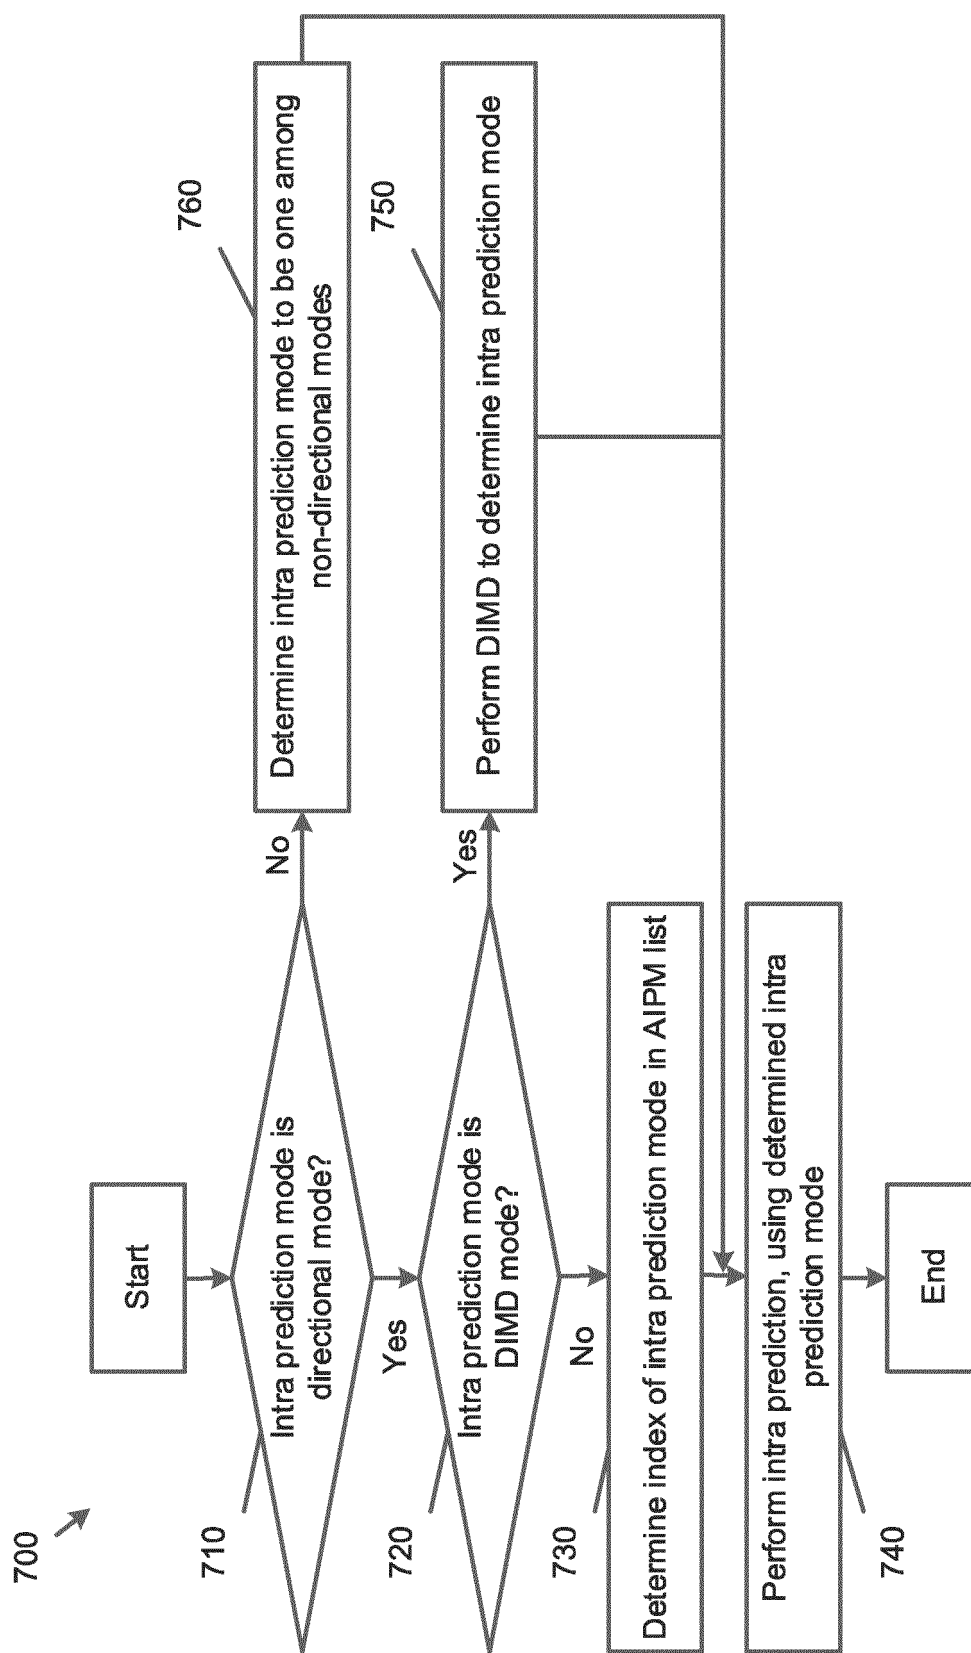 700
Start
710
Intra prediction mode is
directional mode?
No
760
Determine intra prediction mode to be one among
non-directional modes
Yes
720
Intra prediction mode is
DIMD mode?
Yes
750
Perform DIMD to determine intra prediction mode
No
730
Determine index of intra prediction mode in AIPM list
Perform intra prediction, using determined intra
prediction mode
740
End